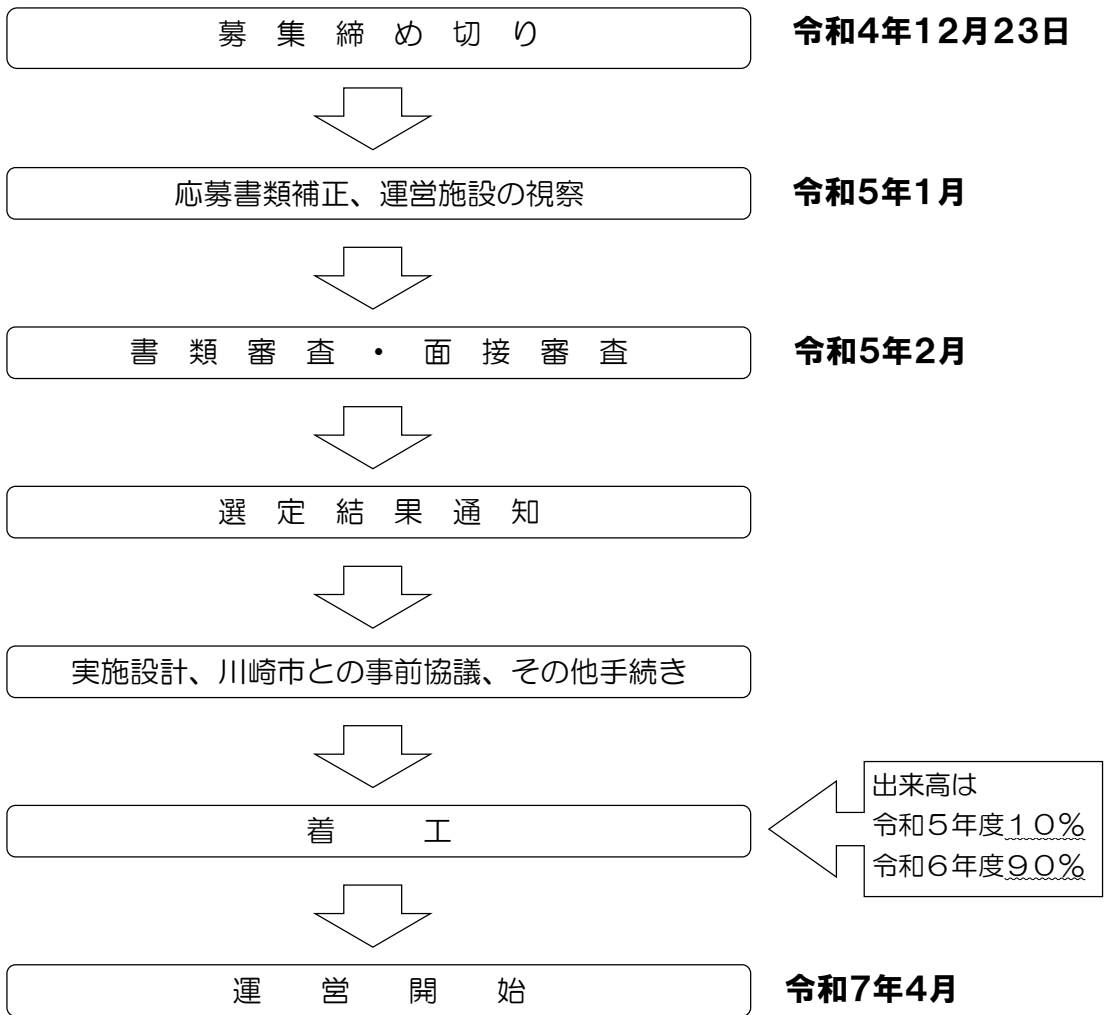 募集締め切り
令和4年12月23日
応募書類補正、運営施設の視察
令和5年1月
書類審査・面接審査
令和5年2月
選定結果通知
実施設計、川崎市との事前協議、その他手続き
着工
出来高は
令和５年度１０％
令和６年度９０％
運営開始
令和7年4月